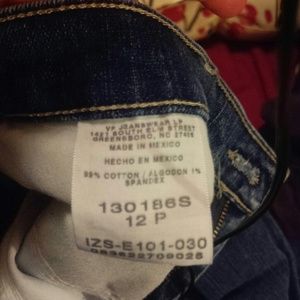 VF JEANSWEAR LP
1421 SOUTH ELM STREET
GREENSBORO, NC 27406
MADE IN MEXICO
HECHO EN MEXICO
99% COTTON / ALGODON 1%
SPANDEX
130186S
12 P
IZS-E101-030
083622709026